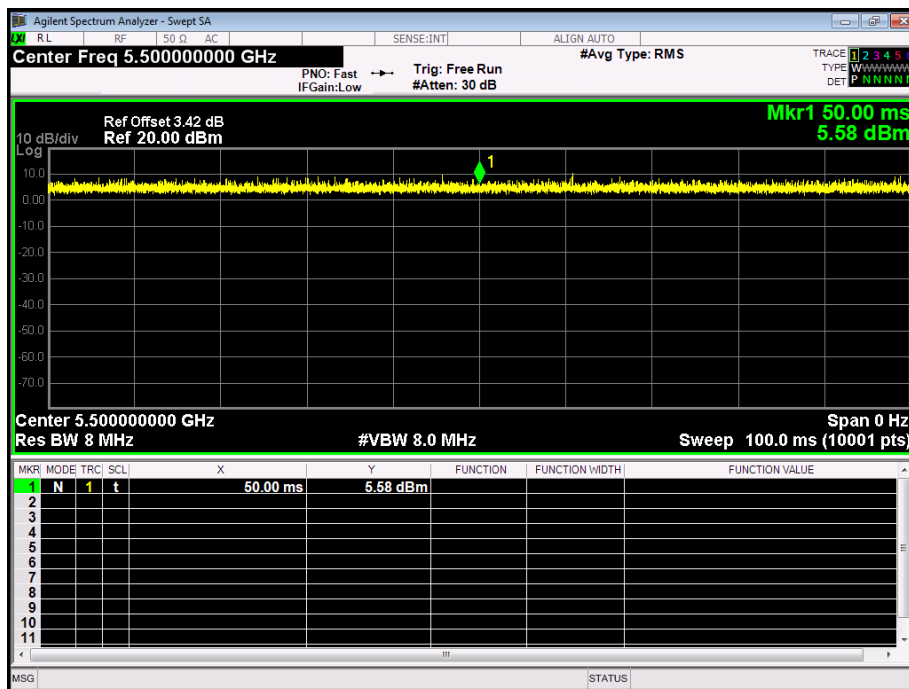 Agilent Spectrum Analyzer - Swept SA
LXI RL RF 50 Ω AC SENSE:INT ALIGN AUTO
Center Freq 5.500000000 GHz
#Avg Type: RMS
PNO: Fast
IFGain:Low
Trig: Free Run
#Atten: 30 dB
TRACE 1 2 3 4 5 6
TYPE WWWWWW
DET P N N N N N
Mkr1 50.00 ms
5.58 dBm
Ref Offset 3.42 dB
10 dB/div Ref 20.00 dBm
Log
1
10.0
0.00
-10.0
-20.0
-30.0
-40.0
-50.0
-60.0
-70.0
Center 5.500000000 GHz Span 0 Hz
Res BW 8 MHz #VBW 8.0 MHz Sweep 100.0 ms (10001 pts)
MKR MODE TRC SCL X Y FUNCTION FUNCTION WIDTH FUNCTION VALUE
1 N 1 t 50.00 ms 5.58 dBm
2
3
4
5
6
7
8
9
10
11
MSG STATUS